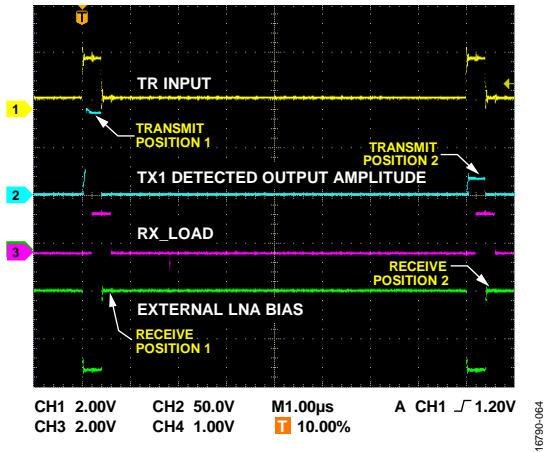 T
TR INPUT
1
TRANSMIT
POSITION 1
TRANSMIT
POSITION 2
TX1 DETECTED OUTPUT AMPLITUDE
2
RX_LOAD
3
RECEIVE
POSITION 2
EXTERNAL LNA BIAS
RECEIVE
POSITION 1
CH1 2.00V CH2 50.0V M1.00µs A CH1 1.20V
CH3 2.00V CH4 1.00V T 10.00%
16790-064